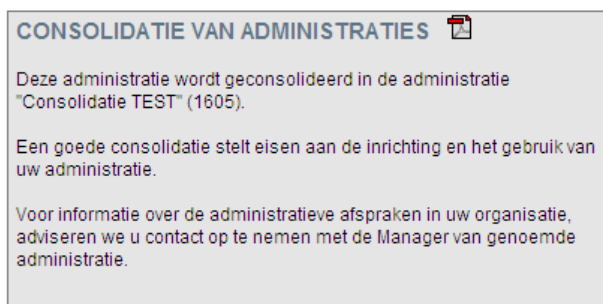 CONSOLIDATIE VAN ADMINISTRATIES
Deze administratie wordt geconsolideerd in de administratie
"Consolidatie TEST" (1605).
Een goede consolidatie stelt eisen aan de inrichting en het gebruik van
uw administratie.
Voor informatie over de administratieve afspraken in uw organisatie,
adviseren we u contact op te nemen met de Manager van genoemde
administratie.